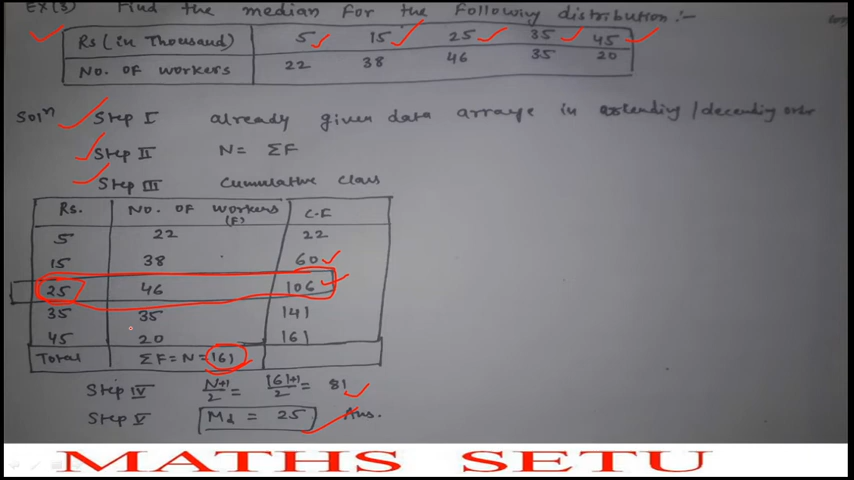 EX(3) Find the median for the following distribution:-
Rs (in Thousand) 5 15 25 35 45
No. of workers 22 38 46 35 20
Solⁿ Step I already given data arrange in astending/decending order
Step II N = ΣF
Step III Cumulative Class
Rs. No. of workers (F) C.F
5 22 22
15 38 60
25 46 106
35 35 141
45 20 161
Total ΣF = N = 161
Step IV N+1/2 = 161+1/2 = 81
Step V Md = 25 Ans.
MATHS SETU